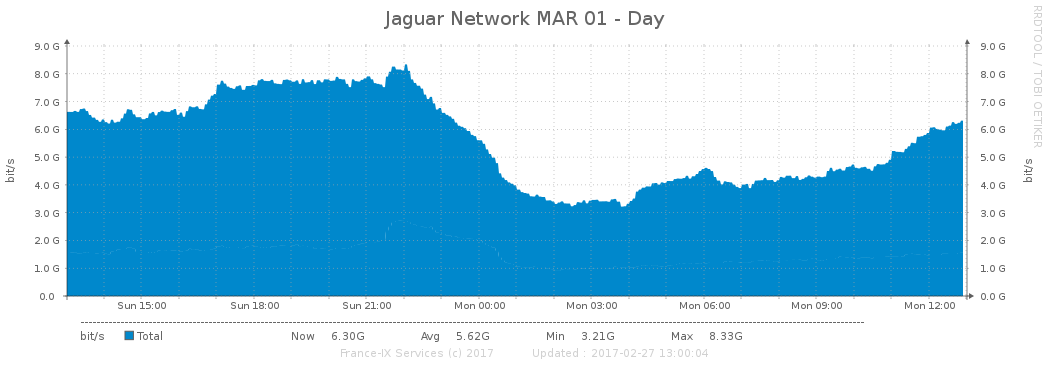 Jaguar Network MAR 01 - Day
RRDTOOL / TOBI OETIKER
9.0 G 9.0 G
8.0 G 8.0 G
7.0 G 7.0 G
6.0 G 6.0 G
5.0 G 5.0 G
bit/s bit/s
4.0 G 4.0 G
3.0 G 3.0 G
2.0 G 2.0 G
1.0 G 1.0 G
0.0 0.0 G
Sun 15:00 Sun 18:00 Sun 21:00 Mon 00:00 Mon 03:00 Mon 06:00 Mon 09:00 Mon 12:00
bit/s Total Now 6.30G Avg 5.62G Min 3.21G Max 8.33G
France-IX Services (c) 2017 Updated : 2017-02-27 13:00:04